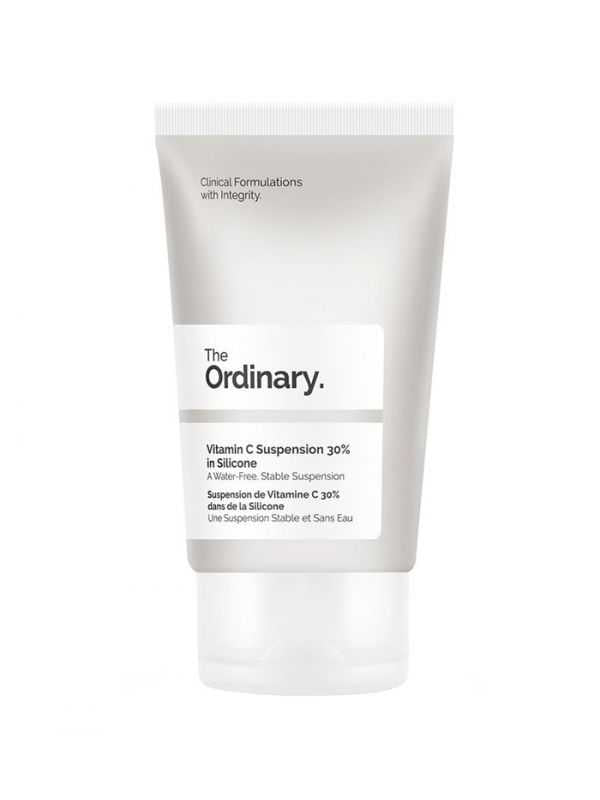 Clinical Formulations
with Integrity.
The
Ordinary.
Vitamin C Suspension 30%
in Silicone
A Water-Free, Stable Suspension
Suspension de Vitamine C 30%
dans de la Silicone
Une Suspension Stable et Sans Eau